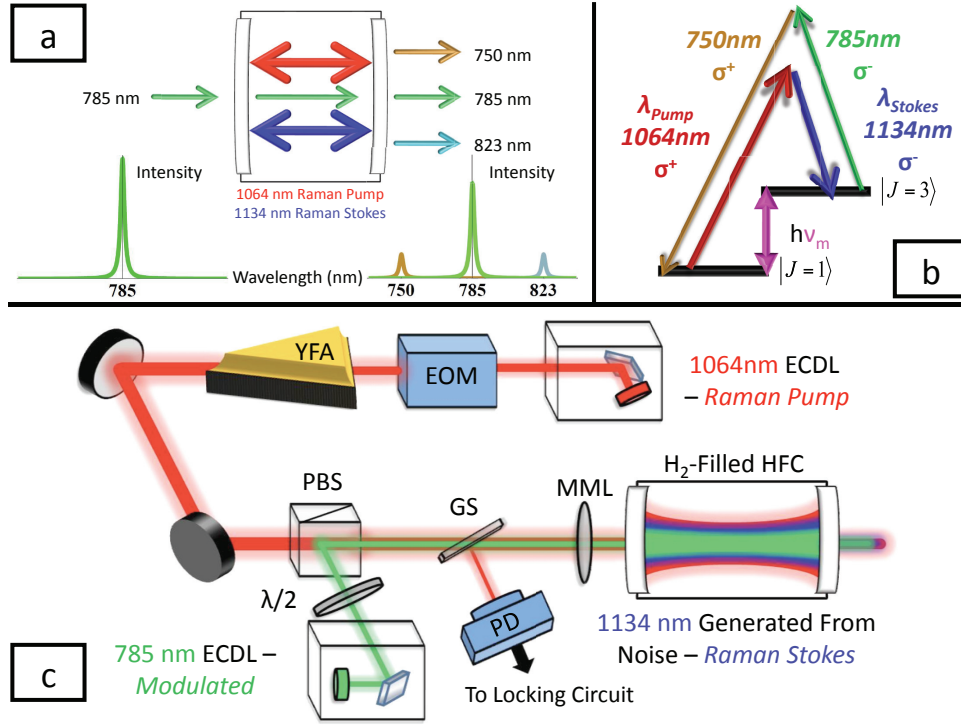 a
785 nm
750 nm
785 nm
823 nm
Intensity
Intensity
1064 nm Raman Pump
1134 nm Raman Stokes
Wavelength (nm)
785
750
785
823
750nm
σ⁺
785nm
σ⁻
λPump
1064nm
σ⁺
λStokes
1134nm
σ⁻
|J = 3⟩
hνm
|J = 1⟩
b
YFA
EOM
1064nm ECDL
– Raman Pump
PBS
GS
MML
H₂-Filled HFC
λ/2
PD
785 nm ECDL –
Modulated
1134 nm Generated From
Noise – Raman Stokes
To Locking Circuit
c